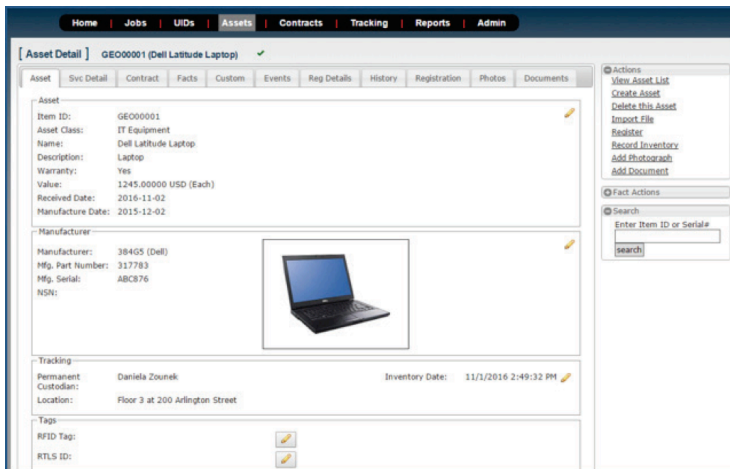 Home | Jobs | UIDs | Assets | Contracts | Tracking | Reports | Admin
[ Asset Detail ] GEO00001 (Dell Latitude Laptop)
Asset Svc Detail Contract Facts Custom Events Reg Details History Registration Photos Documents
Asset
Item ID: GEO00001
Asset Class: IT Equipment
Name: Dell Latitude Laptop
Description: Laptop
Warranty: Yes
Value: 1245.00000 USD (Each)
Received Date: 2016-11-02
Manufacture Date: 2015-12-02
Manufacturer
Manufacturer: 384G5 (Dell)
Mfg. Part Number: 317783
Mfg. Serial: ABC876
NSN:
Tracking
Permanent Custodian: Daniela Zounek Inventory Date: 11/1/2016 2:49:32 PM
Location: Floor 3 at 200 Arlington Street
Tags
RFID Tag:
RTLS ID:
Actions
View Asset List
Create Asset
Delete this Asset
Import File
Register
Record Inventory
Add Photograph
Add Document
Fact Actions
Search
Enter Item ID or Serial#
search